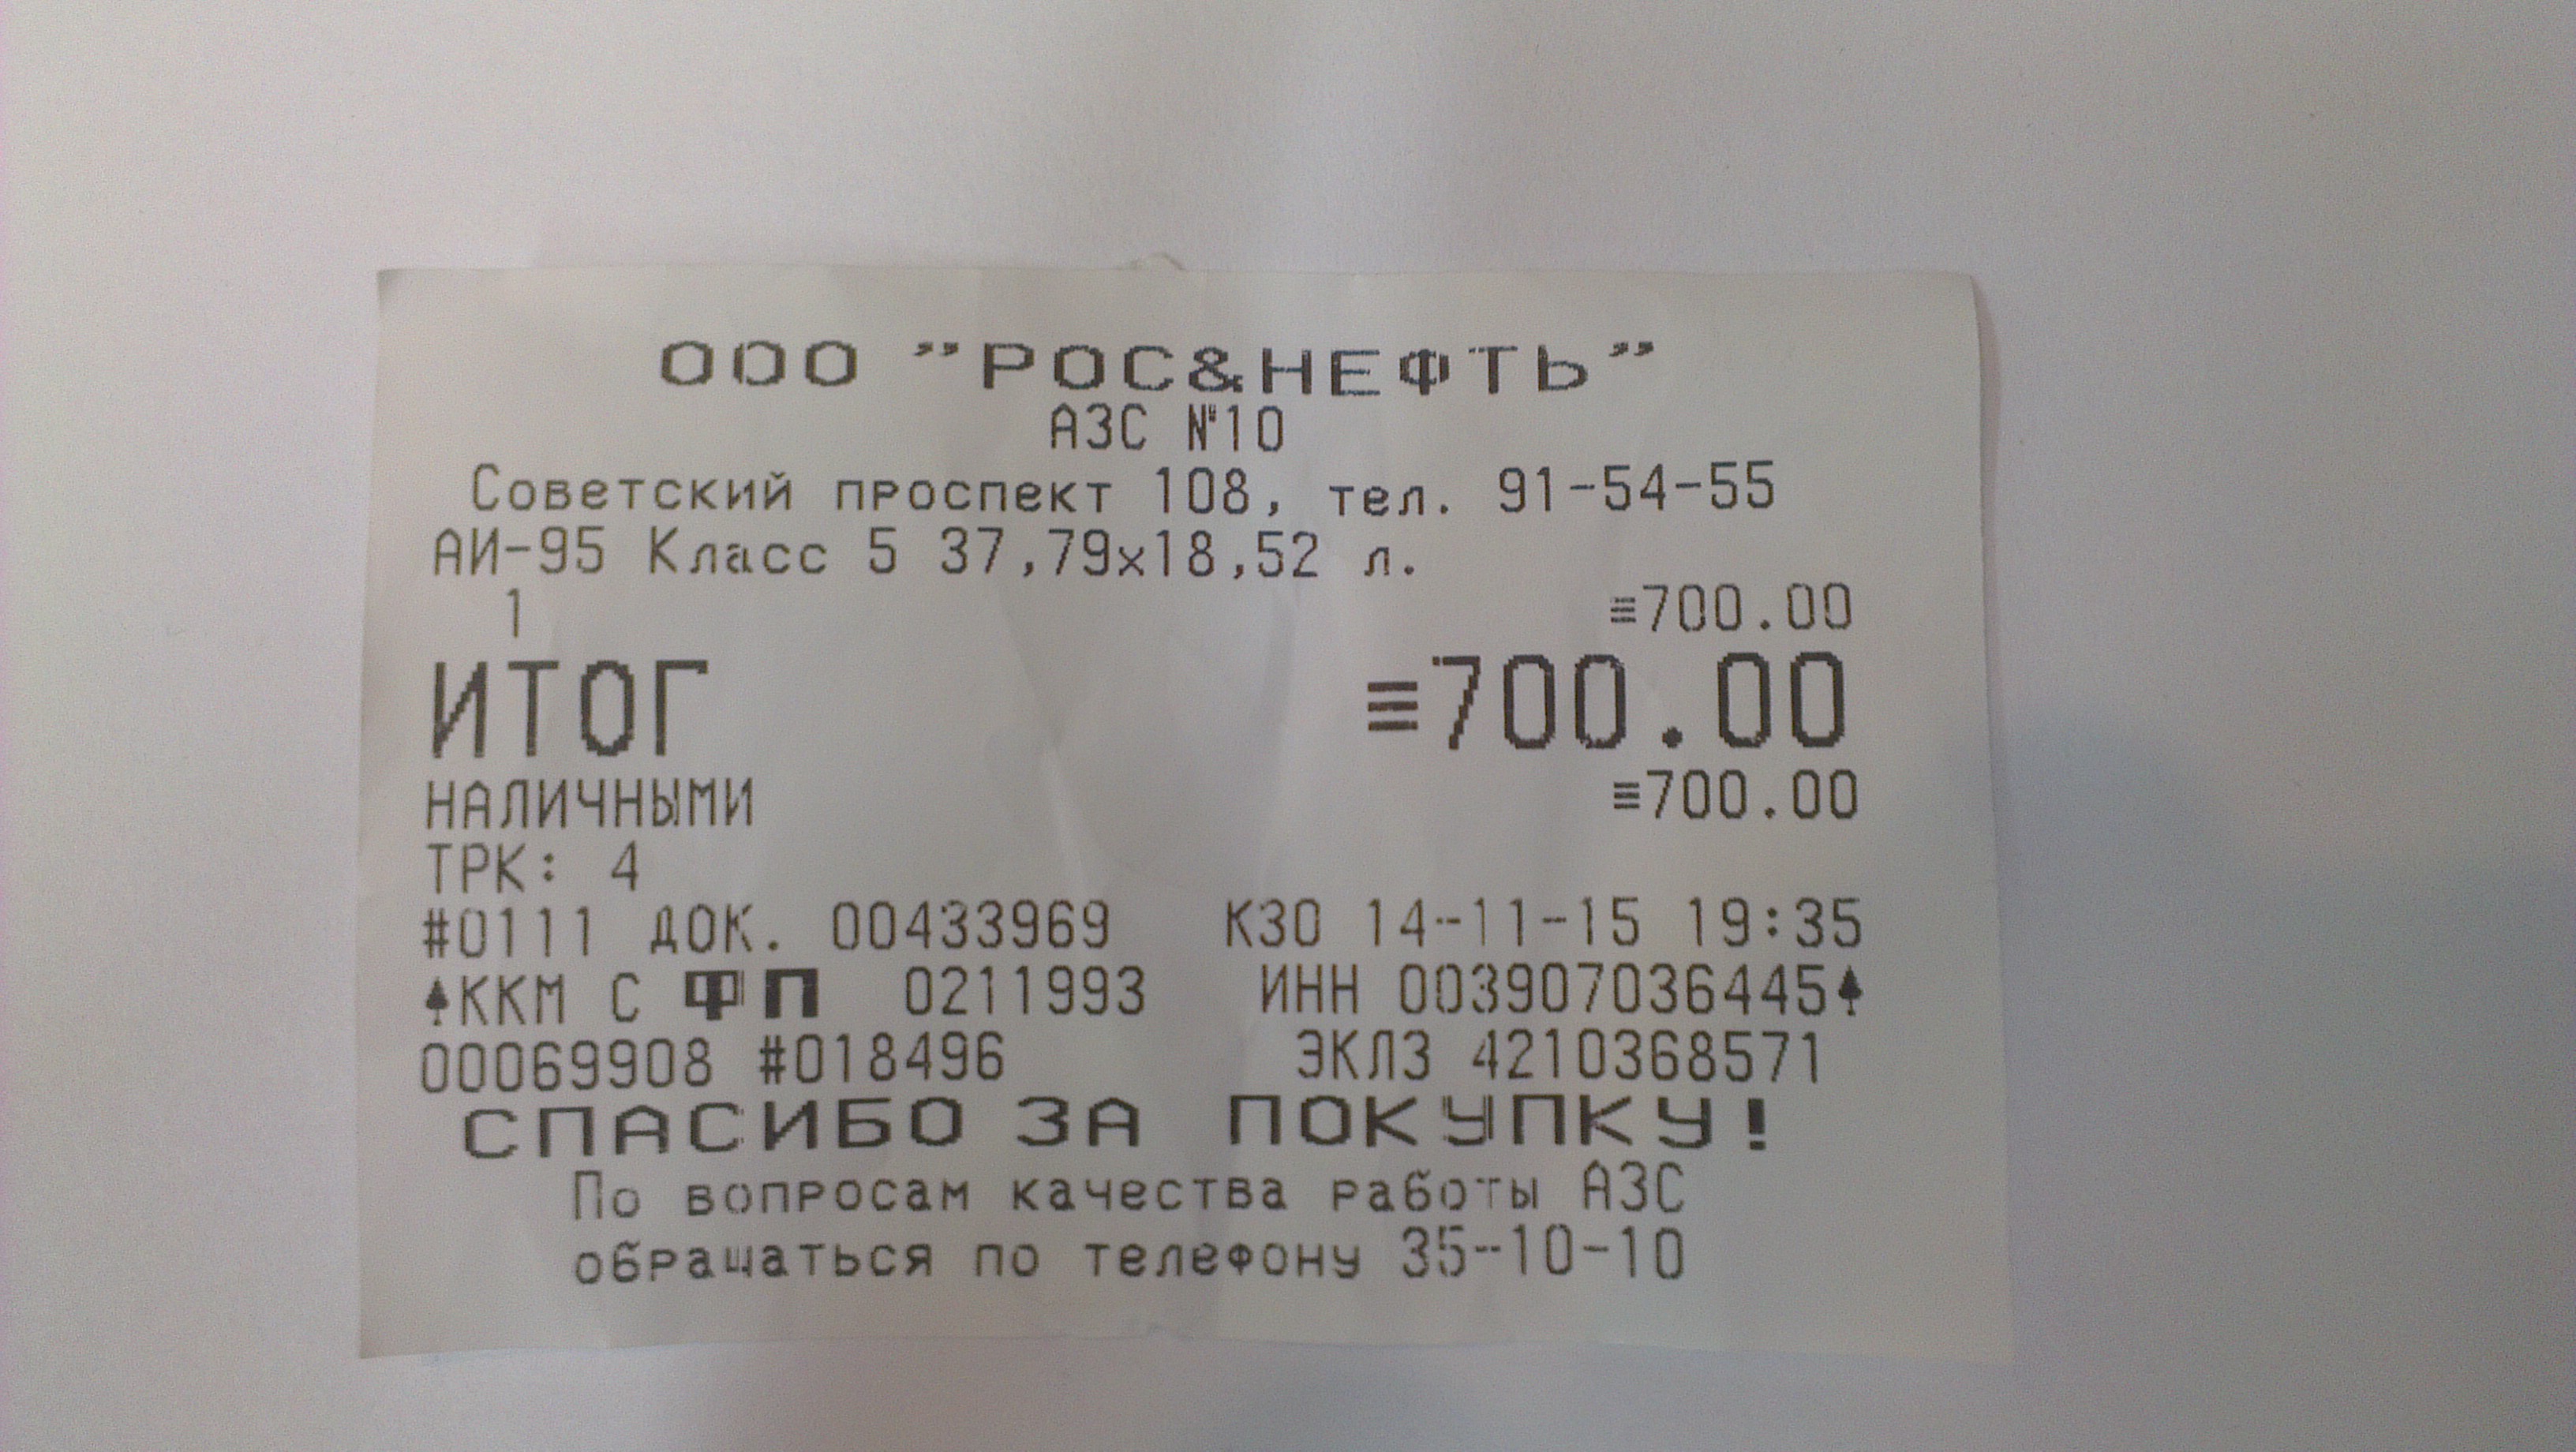 ООО "РОС&НЕФТЬ"
АЗС №10
Советский проспект 108, тел. 91-54-55
АИ-95 Класс 5 37,79x18,52 л.
1 ≡700.00
ИТОГ ≡700.00
НАЛИЧНЫМИ ≡700.00
ТРК: 4
#0111 ДОК. 00433969 К30 14-11-15 19:35
♠ККМ С ФП 0211993 ИНН 003907036445♠
00069908 #018496 ЭКЛЗ 4210368571
СПАСИБО ЗА ПОКУПКУ!
По вопросам качества работы АЗС
обращаться по телефону 35-10-10